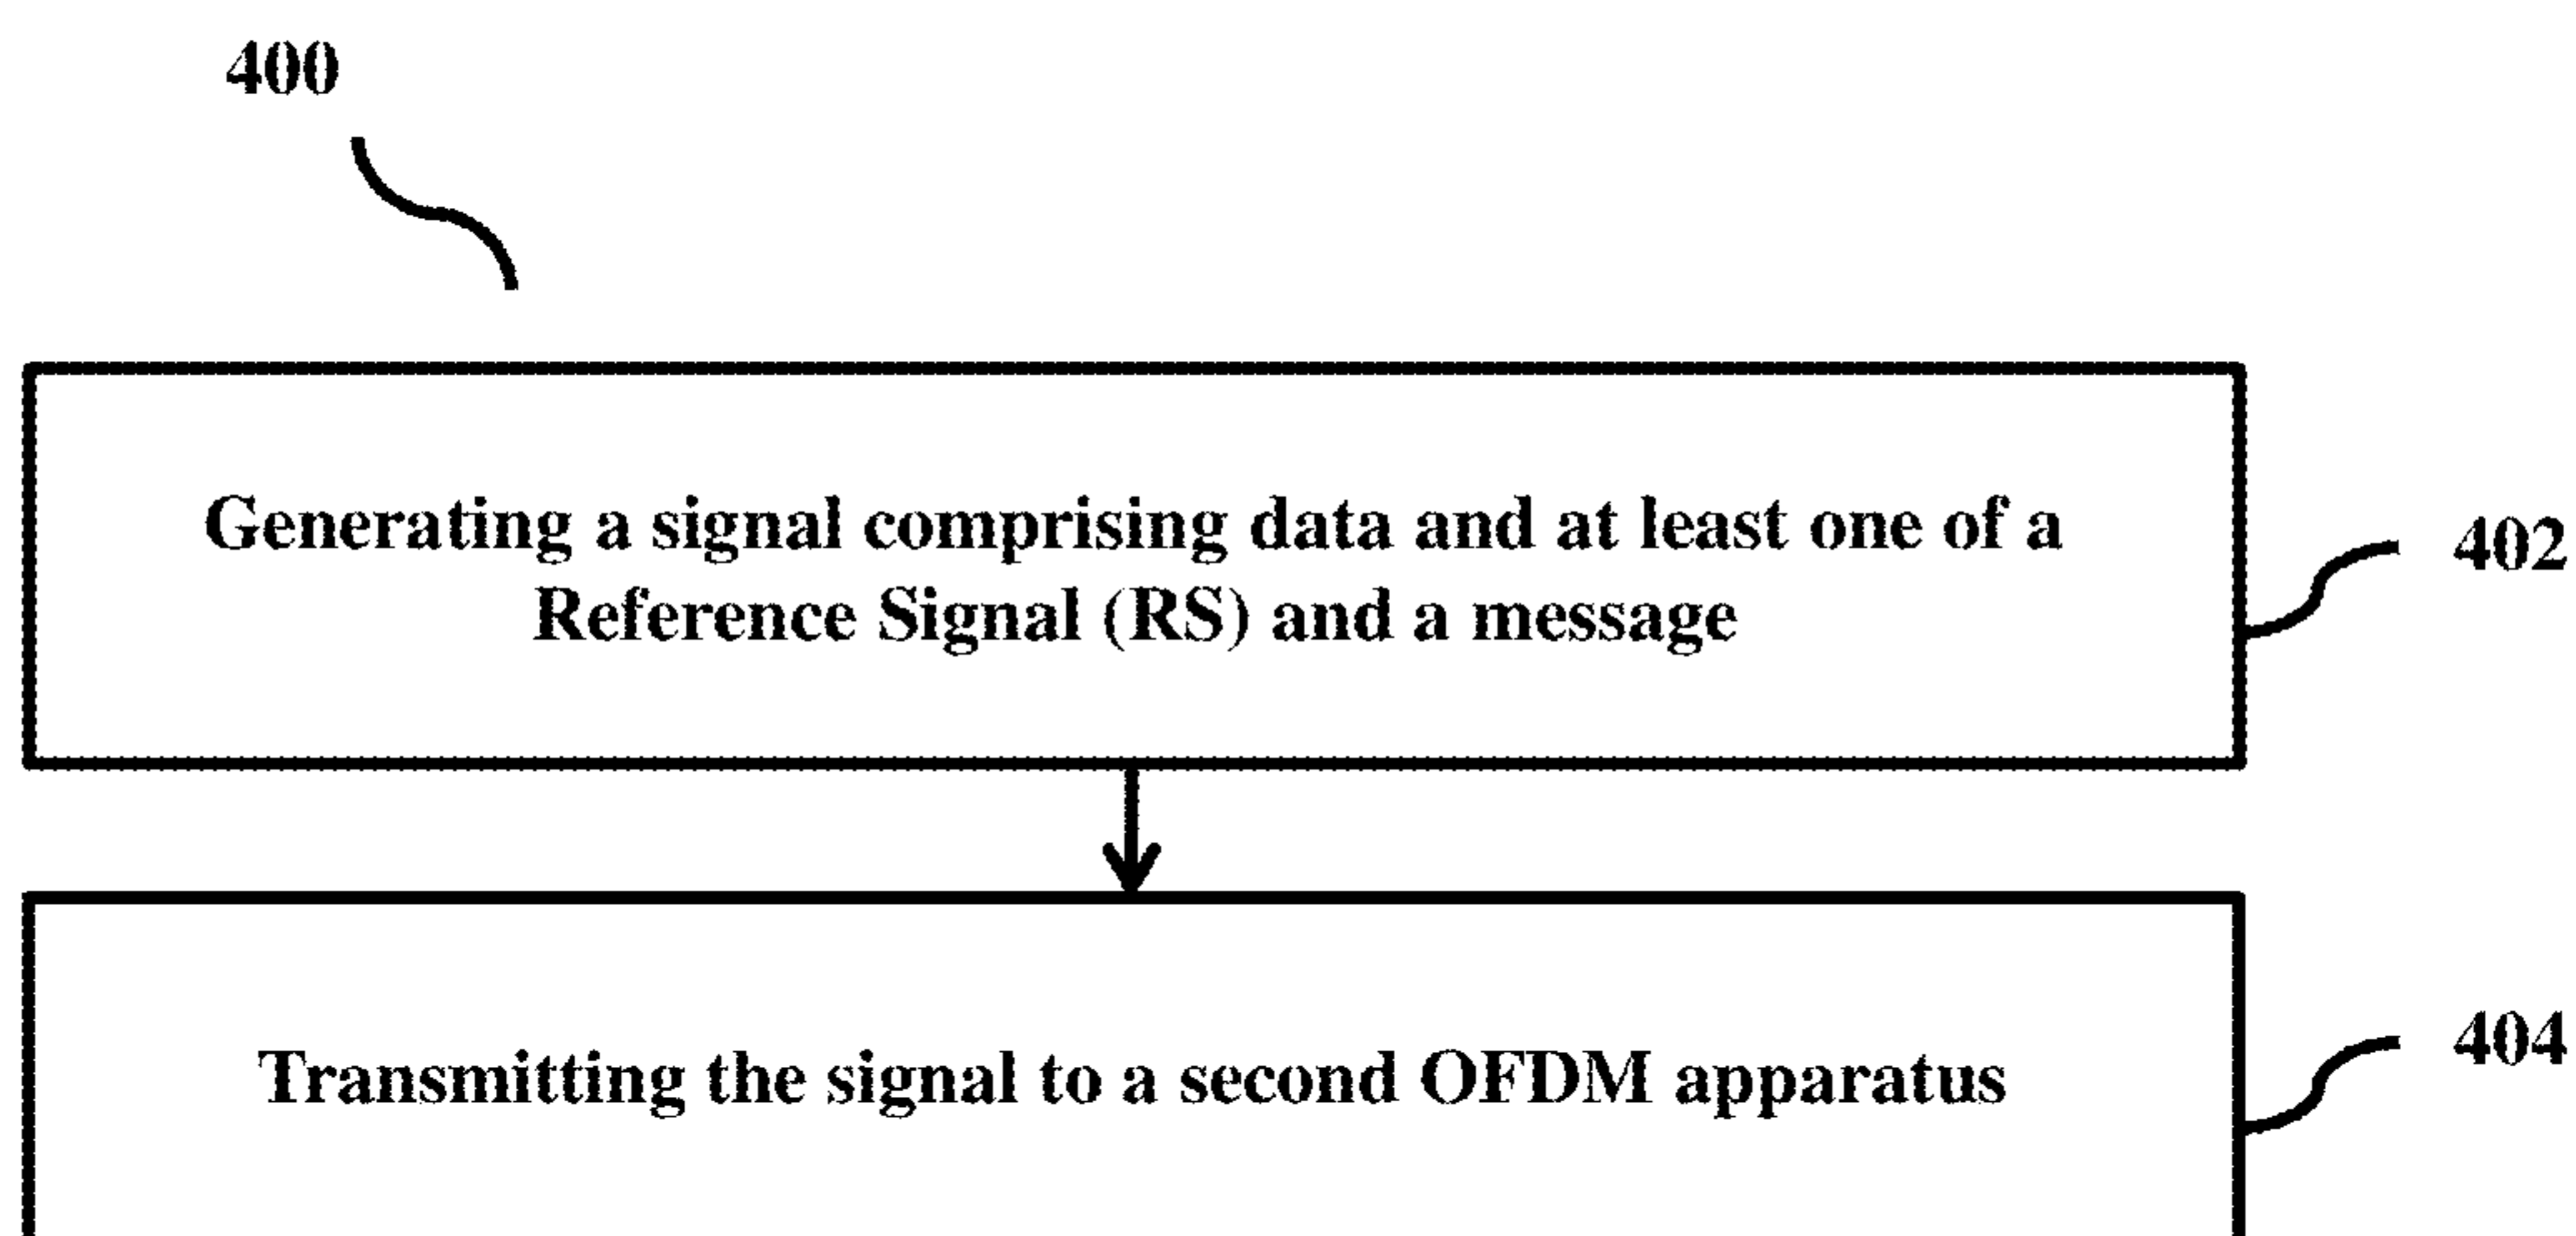 400
Generating a signal comprising data and at least one of a
Reference Signal (RS) and a message
402
Transmitting the signal to a second OFDM apparatus
404